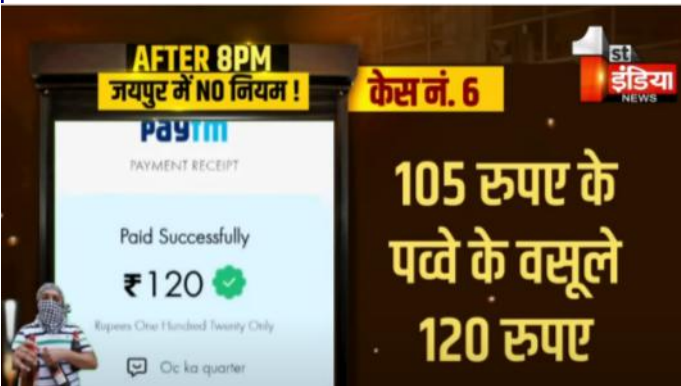 AFTER 8PM
जयपुर में NO नियम !
केस नं. 6
1st
इंडिया
NEWS
Paytm
PAYMENT RECEIPT
Paid Successfully
₹120
Rupees One Hundred Twenty Only
Oc ka quarter
105 रुपए के
पव्वे के वसूले
120 रुपए